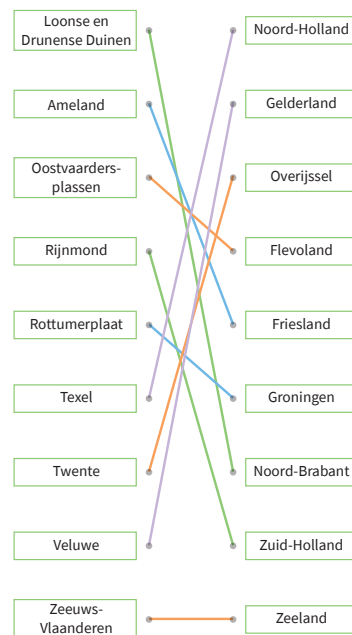 Loonse en
Drunense Duinen
Ameland
Oostvaarders-
plassen
Rijnmond
Rottumerplaat
Texel
Twente
Veluwe
Zeeuws-
Vlaanderen
Noord-Holland
Gelderland
Overijssel
Flevoland
Friesland
Groningen
Noord-Brabant
Zuid-Holland
Zeeland